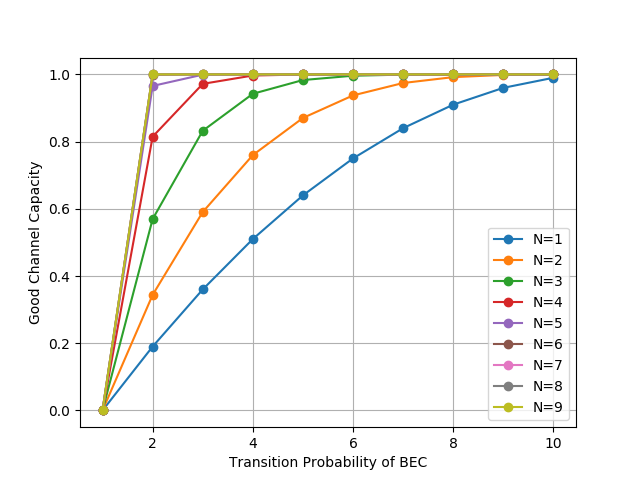 1.0
0.8
0.6
0.4
0.2
0.0
Good Channel Capacity
2
4
6
8
10
Transition Probability of BEC
N=1
N=2
N=3
N=4
N=5
N=6
N=7
N=8
N=9